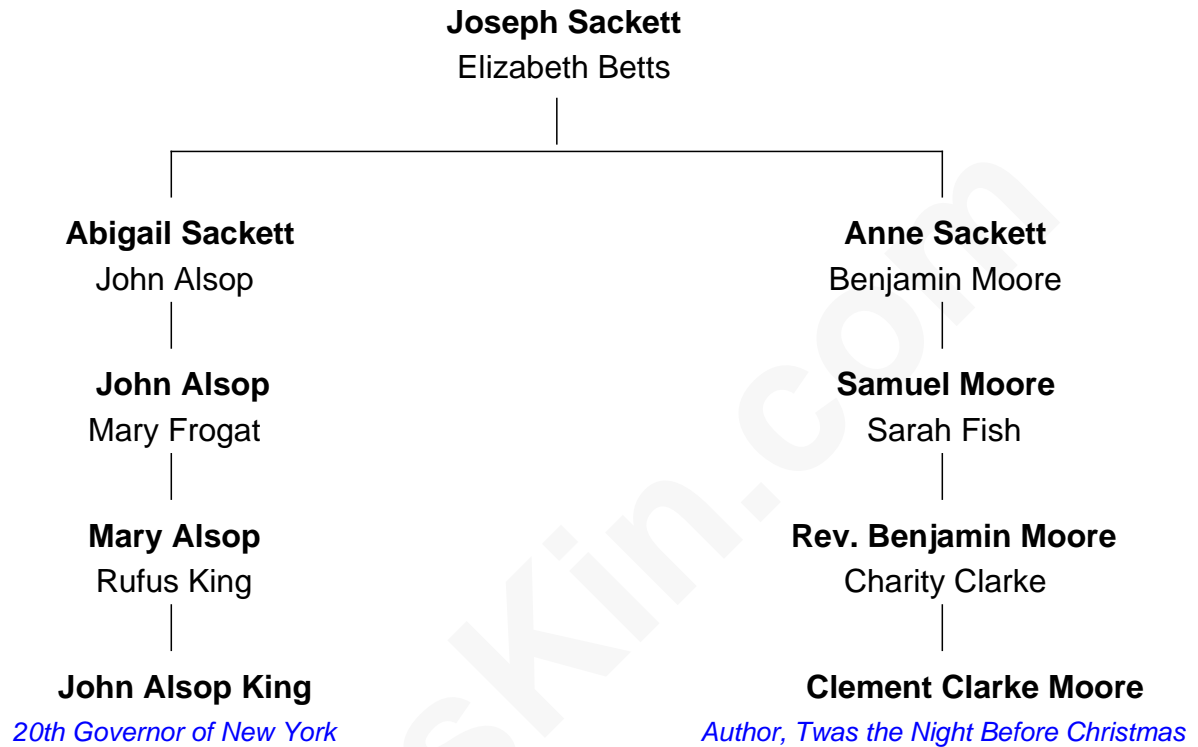 Joseph Sackett
Elizabeth Betts
Abigail Sackett
John Alsop
John Alsop
Mary Frogat
Mary Alsop
Rufus King
John Alsop King
20th Governor of New York
Anne Sackett
Benjamin Moore
Samuel Moore
Sarah Fish
Rev. Benjamin Moore
Charity Clarke
Clement Clarke Moore
Author, Twas the Night Before Christmas
sKin.com